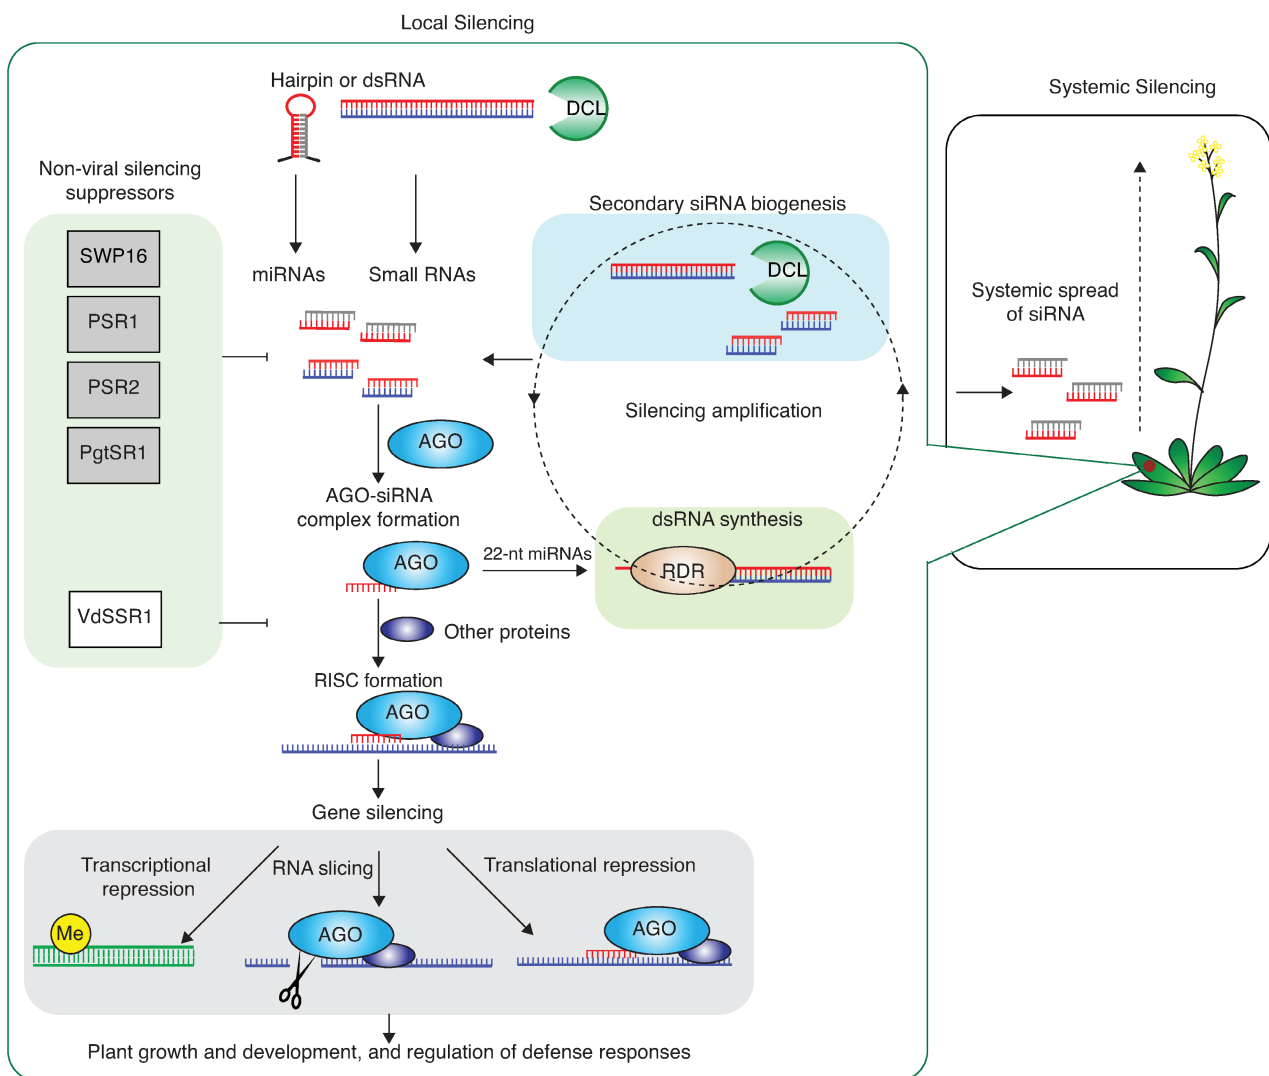 Local Silencing
Hairpin or dsRNA
DCL
Systemic Silencing
Non-viral silencing
suppressors
SWP16
PSR1
PSR2
PgtSR1
VdSSR1
miRNAs
Small RNAs
Secondary siRNA biogenesis
DCL
Silencing amplification
Systemic spread
of siRNA
AGO
AGO-siRNA
complex formation
AGO
22-nt miRNAs
dsRNA synthesis
RDR
Other proteins
RISC formation
AGO
Gene silencing
Transcriptional
repression
Me
RNA slicing
AGO
Translational repression
AGO
Plant growth and development, and regulation of defense responses